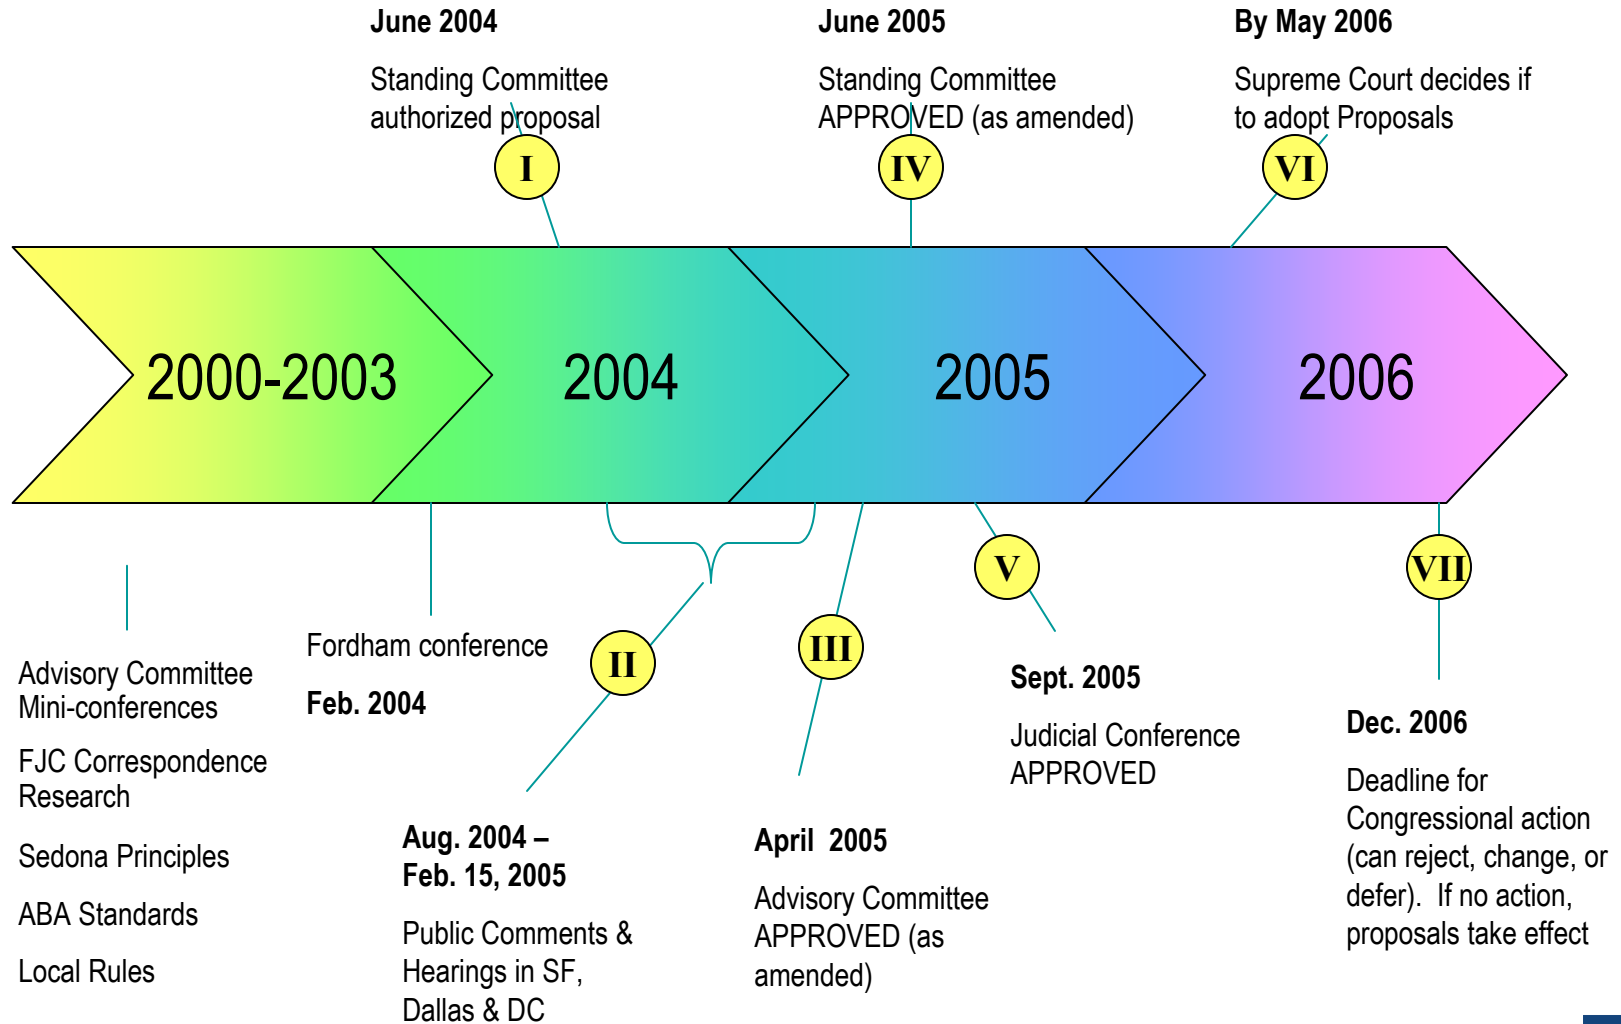 June 2004
Standing Committee
authorized proposal
I
June 2005
Standing Committee
APPROVED (as amended)
IV
By May 2006
Supreme Court decides if
to adopt Proposals
VI
2000-2003
2004
2005
2006
Advisory Committee
Mini-conferences
FJC Correspondence
Research
Sedona Principles
ABA Standards
Local Rules
Fordham conference
Feb. 2004
II
Aug. 2004 –
Feb. 15, 2005
Public Comments &
Hearings in SF,
Dallas & DC
III
April  2005
Advisory Committee
APPROVED (as
amended)
V
Sept. 2005
Judicial Conference
APPROVED
VII
Dec. 2006
Deadline for
Congressional action
(can reject, change, or
defer).  If no action,
proposals take effect